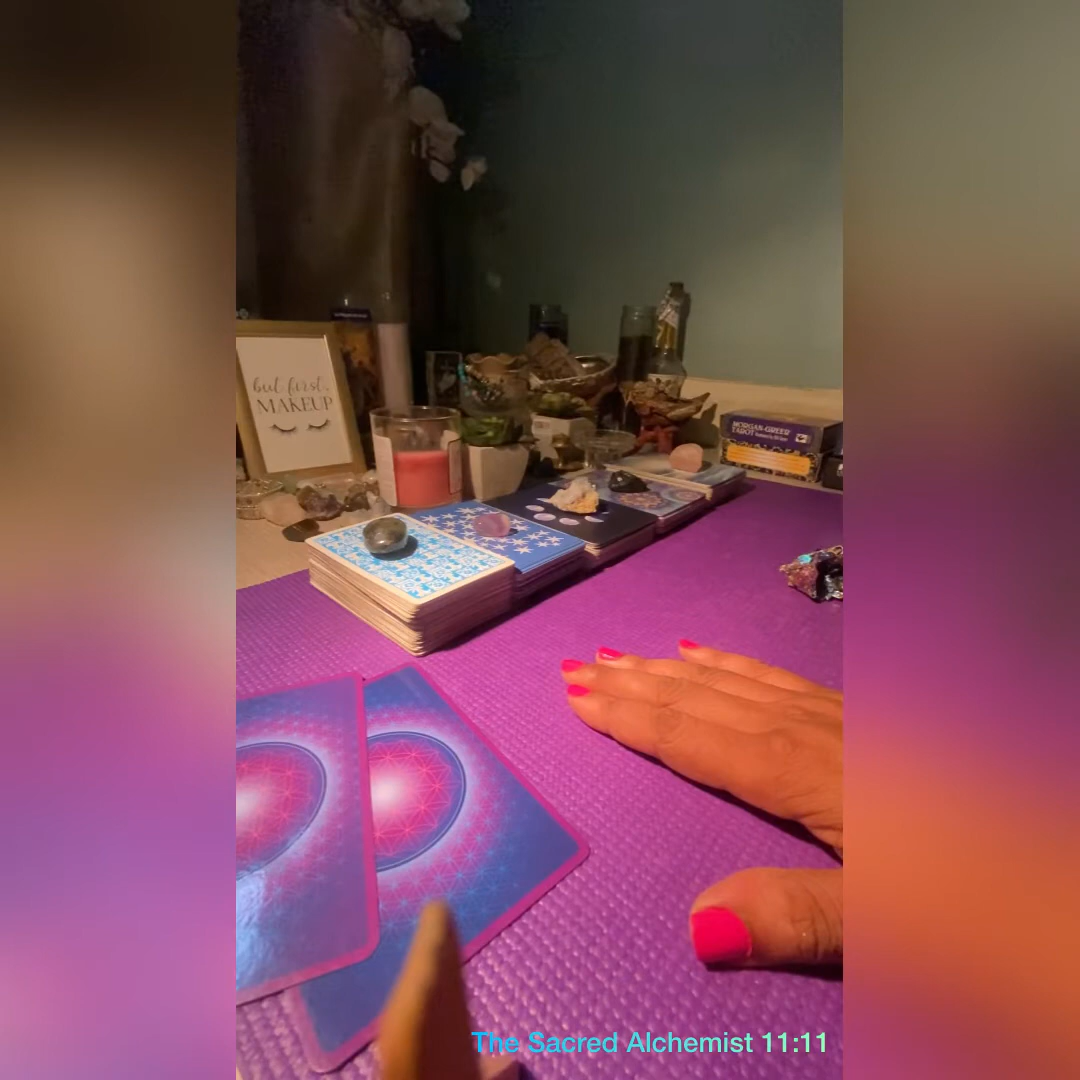 but first,
MAKEUP
MORGAN-GREER
TAROT
The Sacred Alchemist 11:11